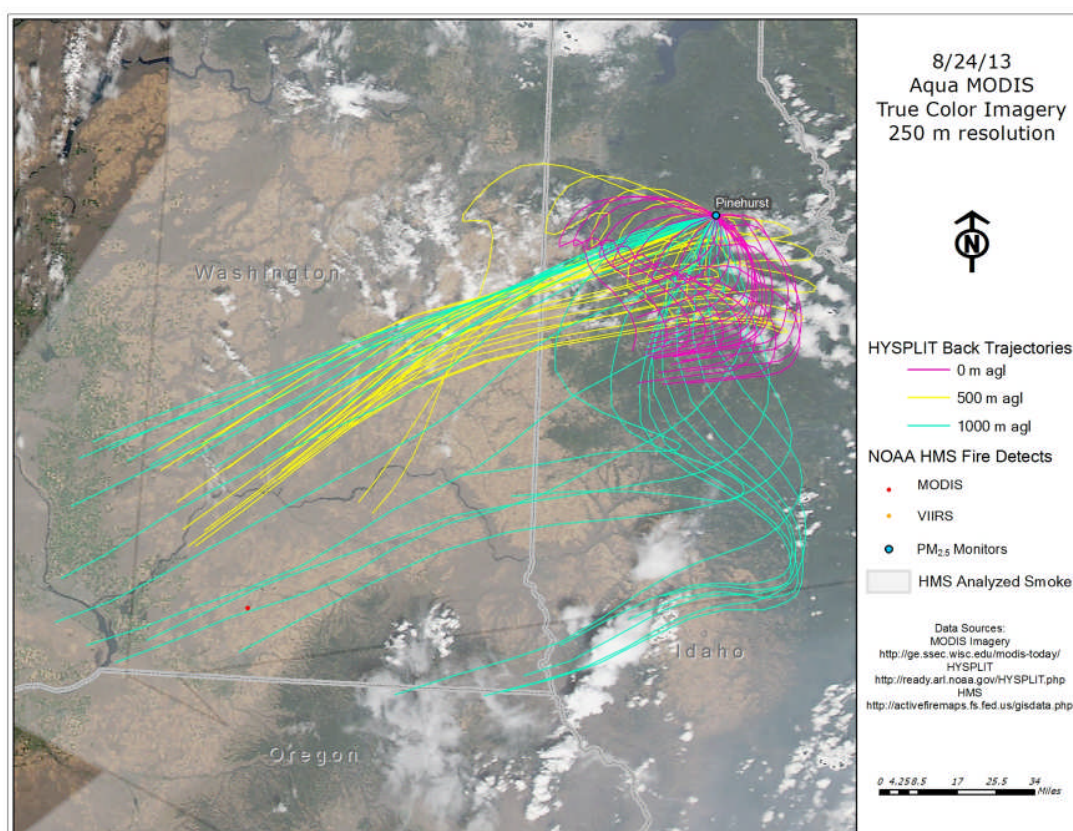 8/24/13
Aqua MODIS
True Color Imagery
250 m resolution
Pinehurst
Washington
Idaho
Oregon
N
HYSPLIT Back Trajectories
0 m agl
500 m agl
1000 m agl
NOAA HMS Fire Detects
MODIS
VIIRS
PM2.5 Monitors
HMS Analyzed Smoke
Data Sources:
MODIS Imagery
http://ge.ssec.wisc.edu/modis-today/
HYSPLIT
http://ready.arl.noaa.gov/HYSPLIT.php
HMS
http://activefiremaps.fs.fed.us/gisdata.php
0 4.25 8.5 17 25.5 34
Miles